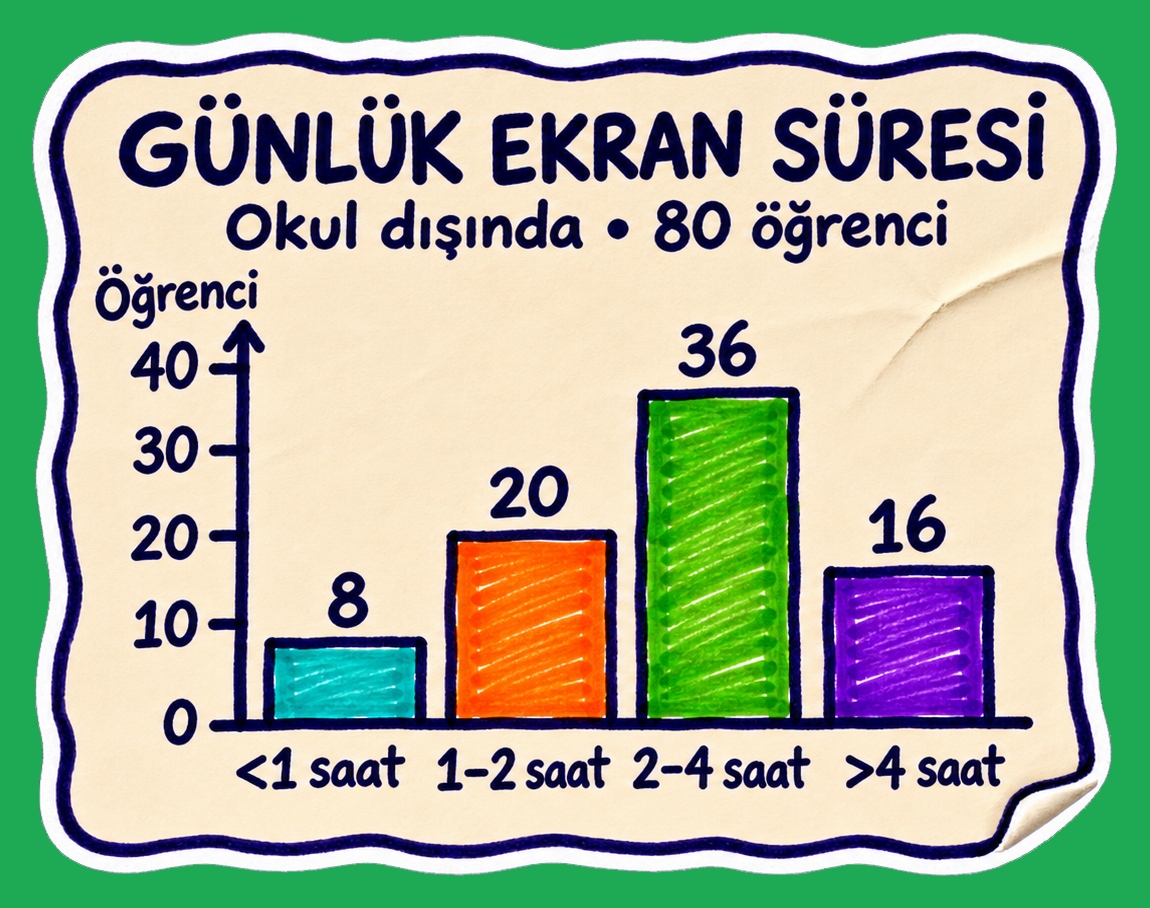 GÜNLÜK EKRAN SÜRESİ
Okul dışında • 80 öğrenci
Öğrenci
40
30
20
10
0
8
20
36
16
<1 saat
1-2 saat
2-4 saat
>4 saat